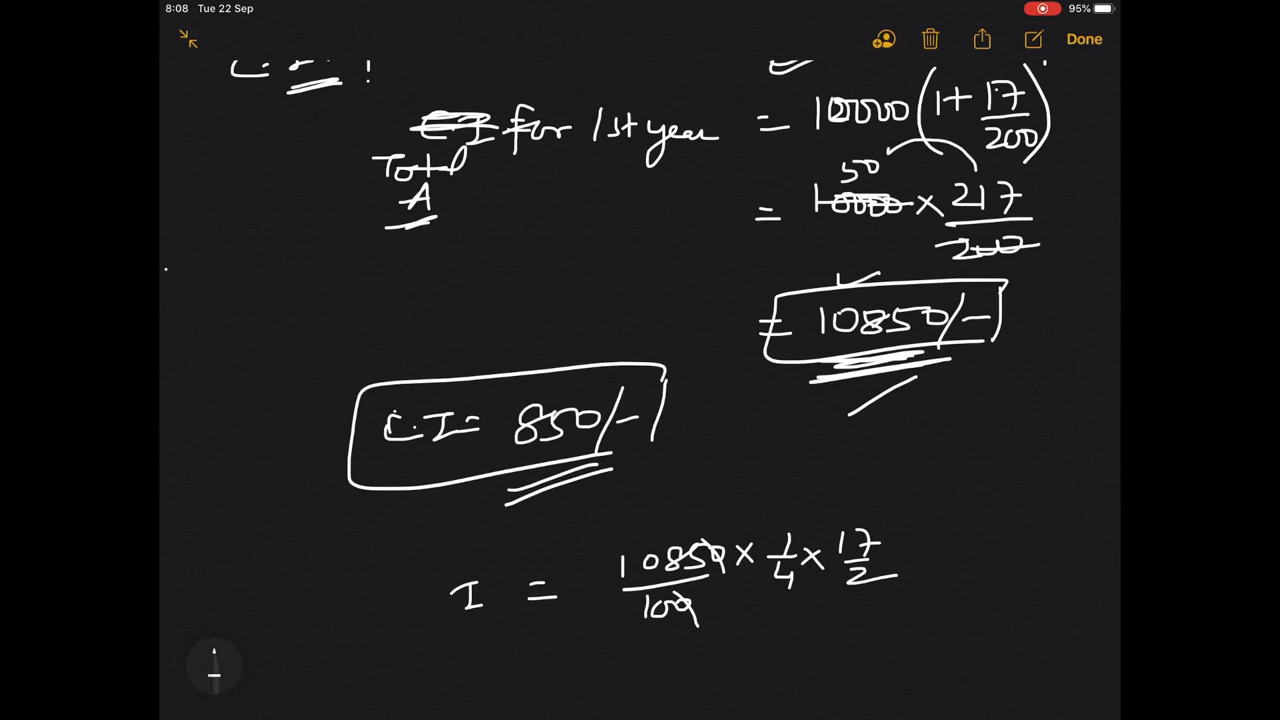 8:08 Tue 22 Sep
95%
Done
for 1st year = 10000 (1 + 17/200)
Total
A
50
= 10000 × 217/200
= 10850/-
C.I = 850/-
I = 10850/100 × 1/4 × 17/2